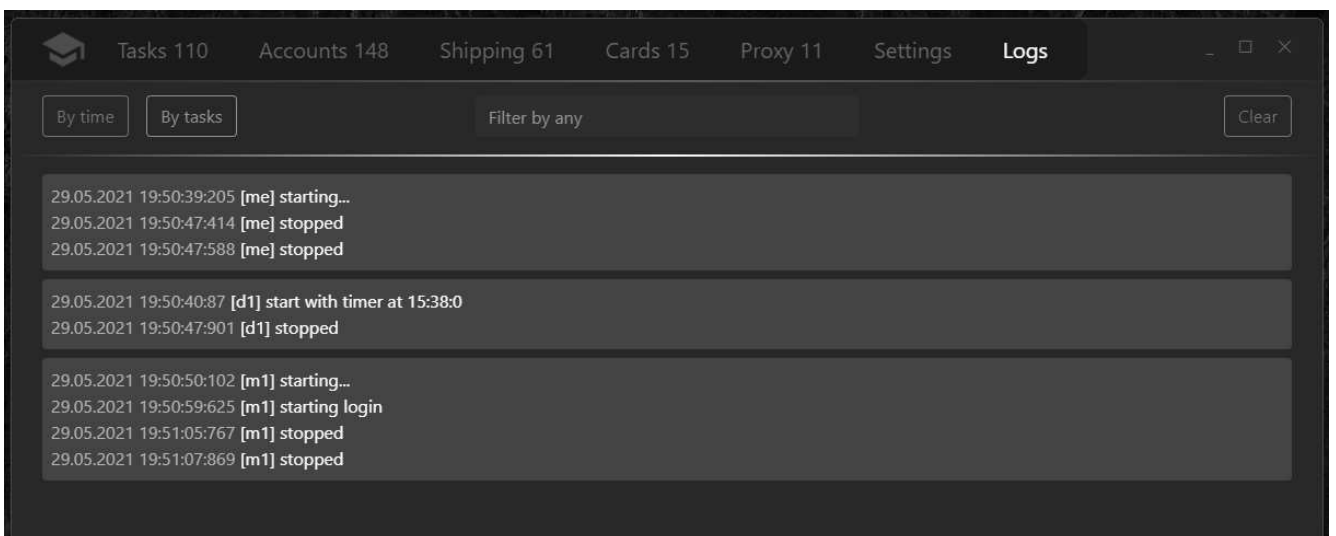 Tasks 110 Accounts 148 Shipping 61 Cards 15 Proxy 11 Settings Logs
By time By tasks Filter by any Clear
29.05.2021 19:50:39:205 [me] starting...
29.05.2021 19:50:47:414 [me] stopped
29.05.2021 19:50:47:588 [me] stopped
29.05.2021 19:50:40:87 [d1] start with timer at 15:38:0
29.05.2021 19:50:47:901 [d1] stopped
29.05.2021 19:50:50:102 [m1] starting...
29.05.2021 19:50:59:625 [m1] starting login
29.05.2021 19:51:05:767 [m1] stopped
29.05.2021 19:51:07:869 [m1] stopped